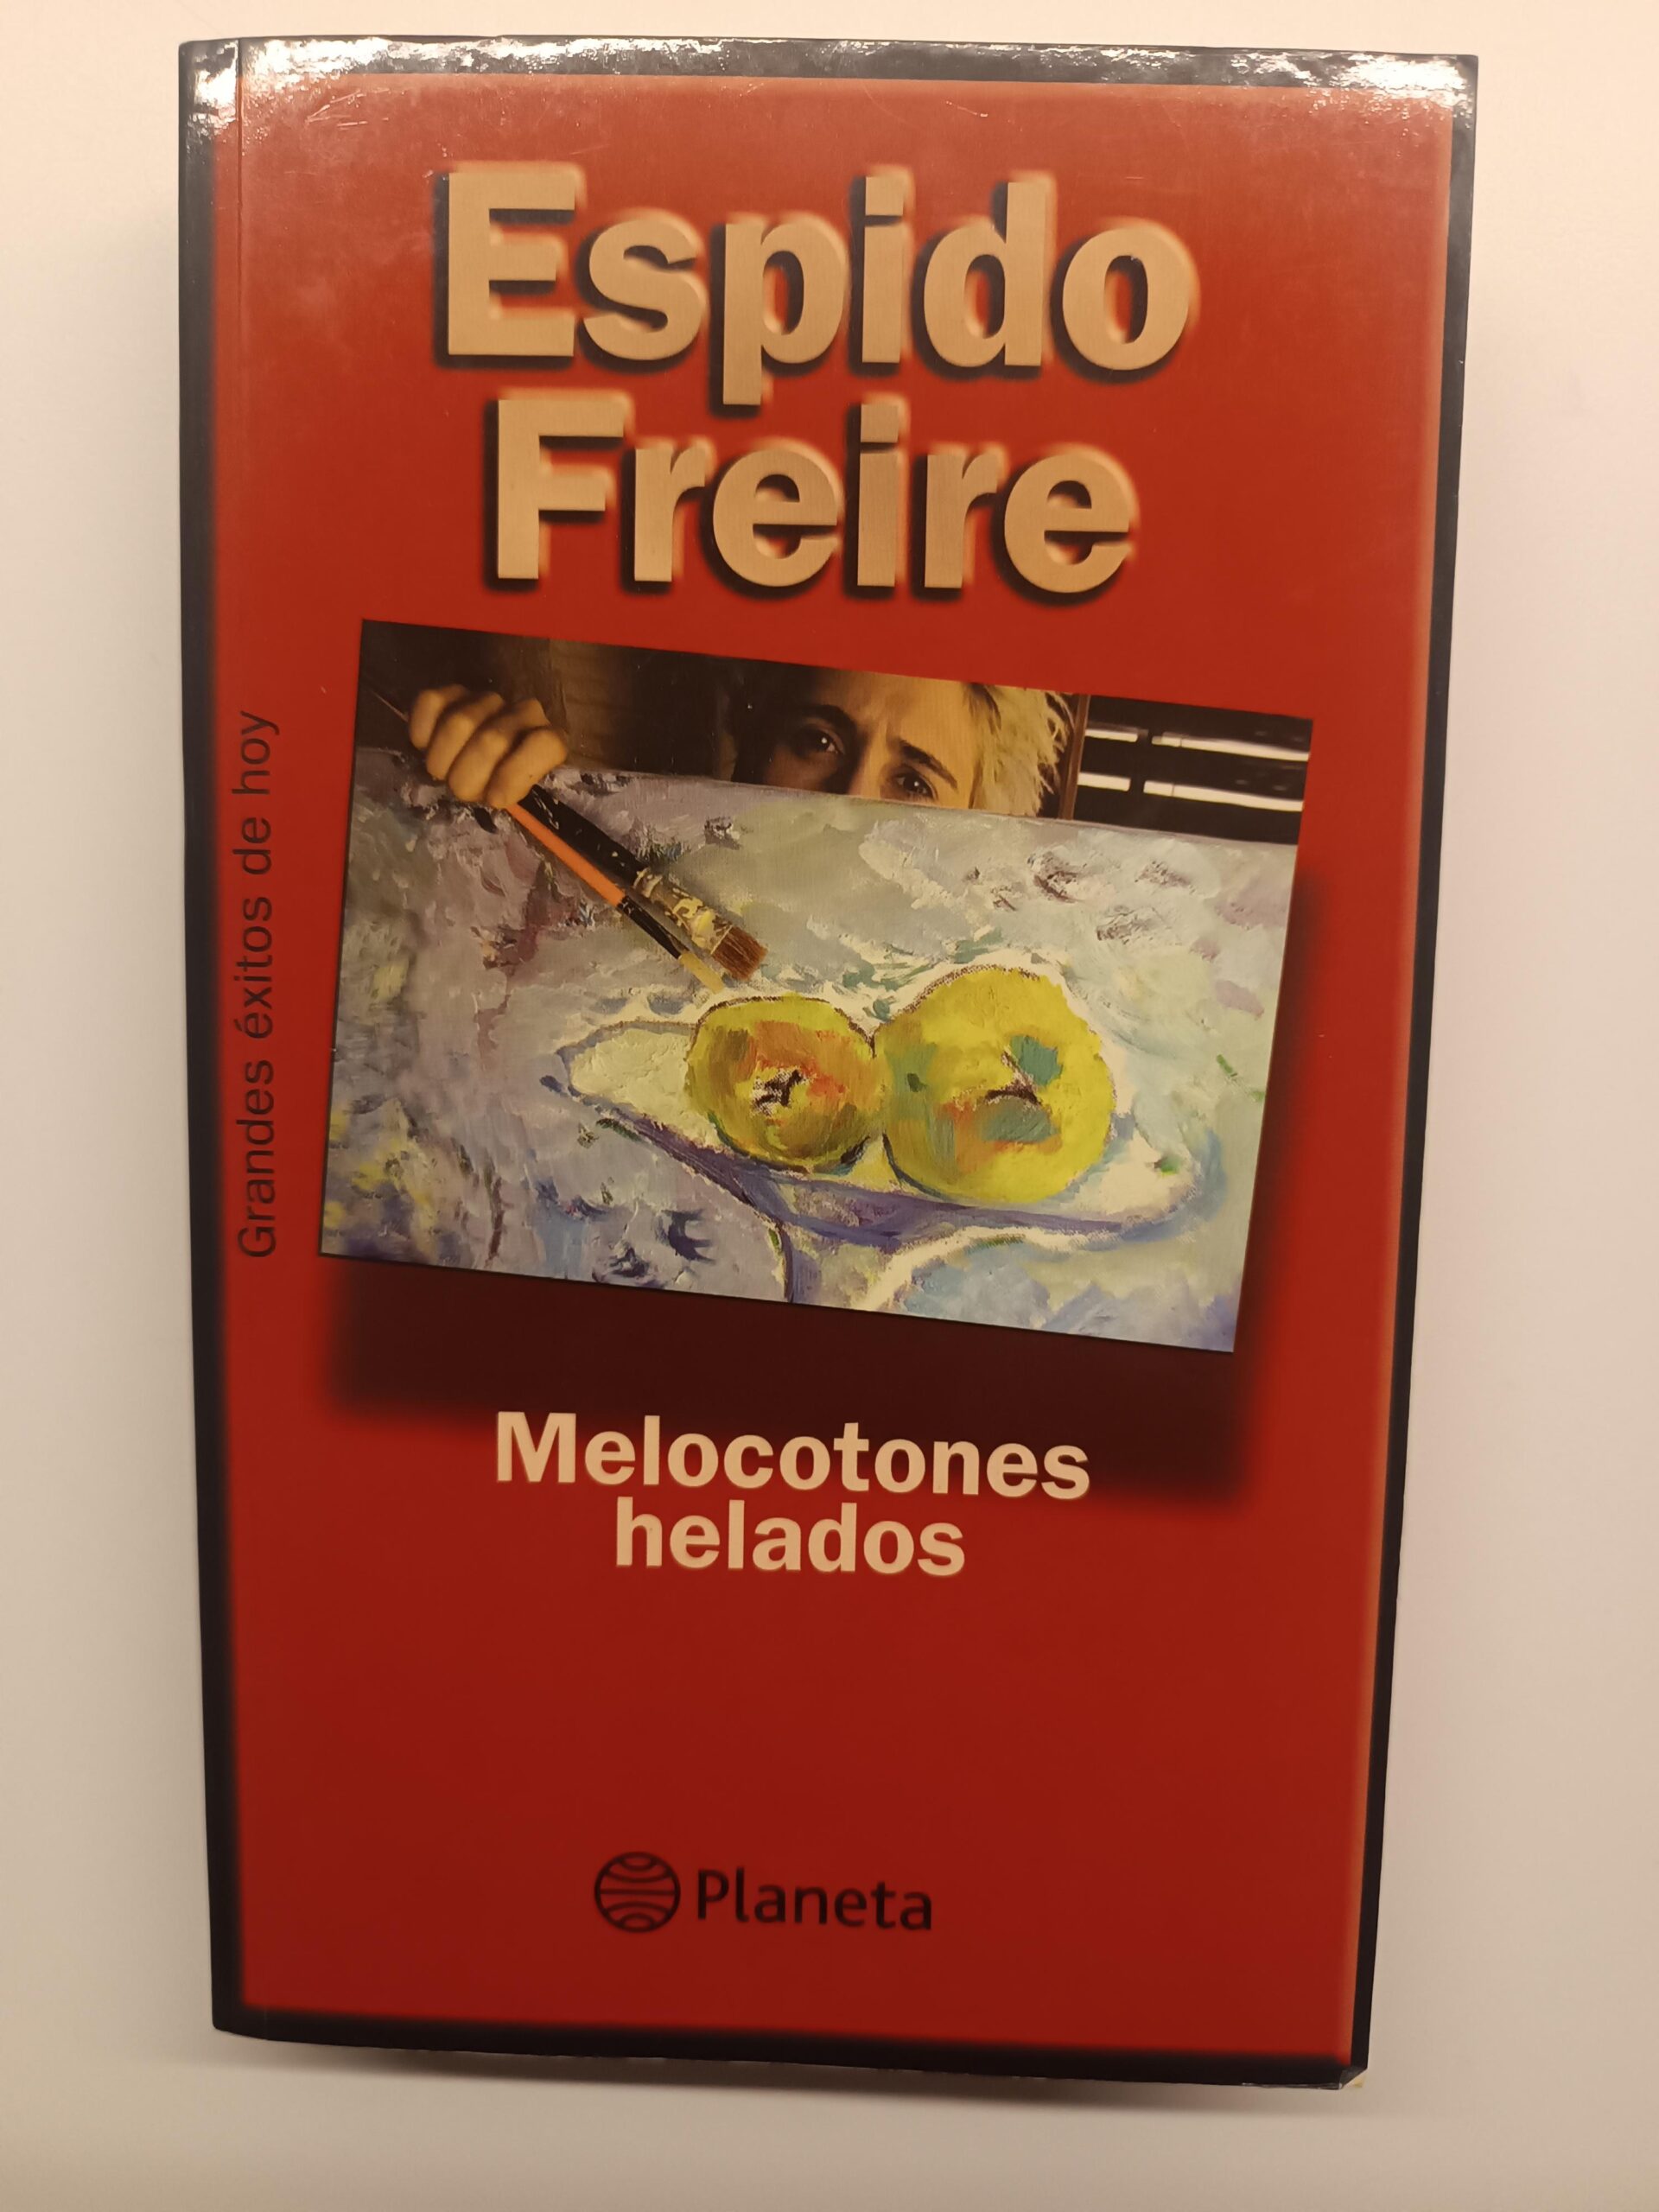 Espido
Freire
Grandes éxitos de hoy
Melocotones
helados
Planeta